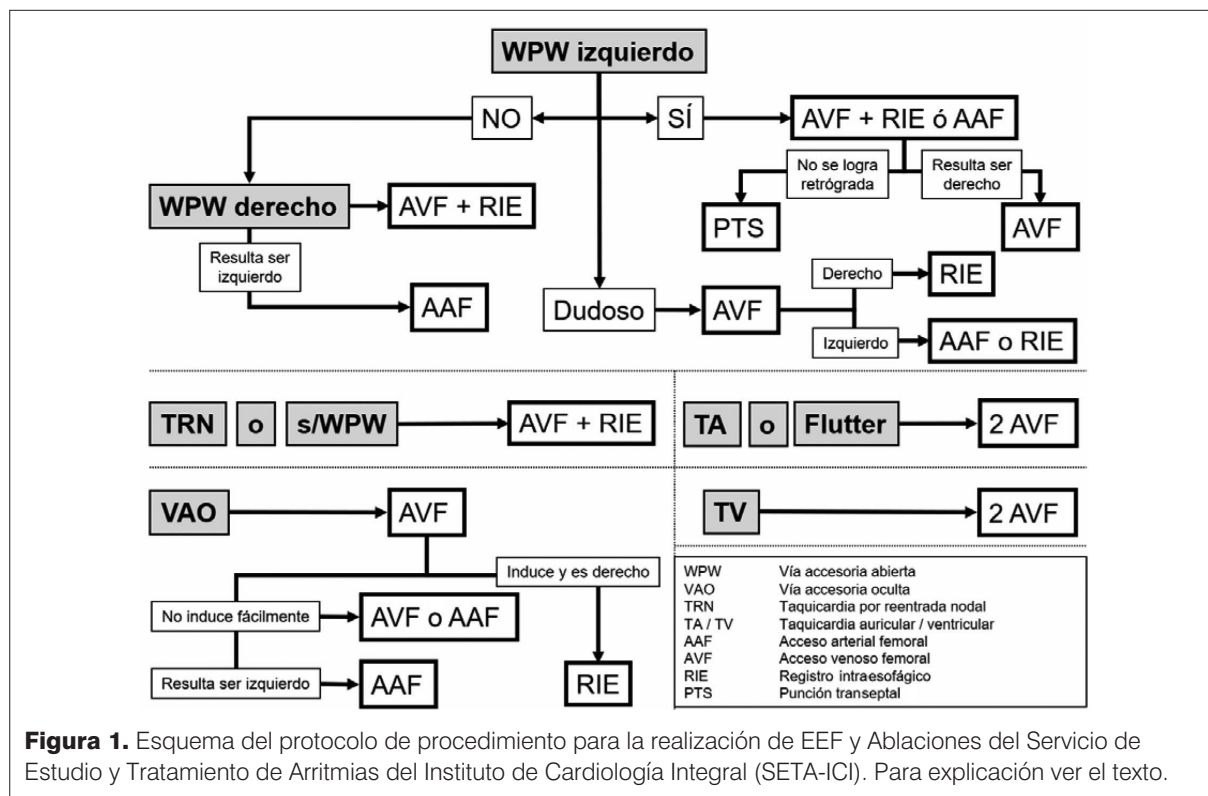 WPW izquierdo
NO
SÍ
AVF + RIE ó AAF
No se logra
retrógrada
Resulta ser
derecho
WPW derecho
AVF + RIE
PTS
AVF
Resulta ser
izquierdo
AAF
Dudoso
AVF
Derecho
RIE
Izquierdo
AAF o RIE
TRN o s/WPW
AVF + RIE
TA o Flutter
2 AVF
VAO
AVF
TV
2 AVF
Induce y es derecho
No induce fácilmente
AVF o AAF
Resulta ser izquierdo
AAF
RIE
WPW Vía accesoria abierta
VAO Vía accesoria oculta
TRN Taquicardia por reentrada nodal
TA / TV Taquicardia auricular / ventricular
AAF Acceso arterial femoral
AVF Acceso venoso femoral
RIE Registro intraesofágico
PTS Punción transeptal
Figura 1. Esquema del protocolo de procedimiento para la realización de EEF y Ablaciones del Servicio de
Estudio y Tratamiento de Arritmias del Instituto de Cardiología Integral (SETA-ICI). Para explicación ver el texto.